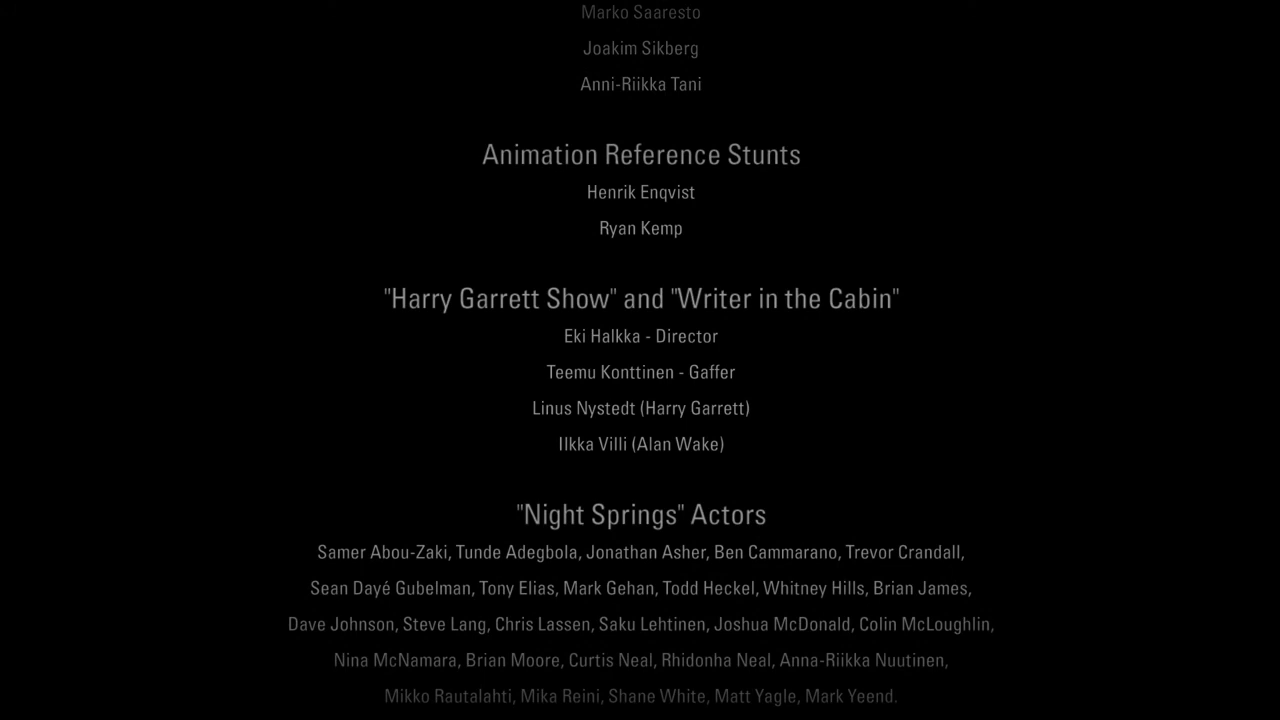 Marko Saaresto
Joakim Sikberg
Anni-Riikka Tani
Animation Reference Stunts
Henrik Enqvist
Ryan Kemp
"Harry Garrett Show" and "Writer in the Cabin"
Eki Halkka - Director
Teemu Konttinen - Gaffer
Linus Nystedt (Harry Garrett)
Ilkka Villi (Alan Wake)
"Night Springs" Actors
Samer Abou-Zaki, Tunde Adegbola, Jonathan Asher, Ben Cammarano, Trevor Crandall,
Sean Dayé Gubelman, Tony Elias, Mark Gehan, Todd Heckel, Whitney Hills, Brian James,
Dave Johnson, Steve Lang, Chris Lassen, Saku Lehtinen, Joshua McDonald, Colin McLoughlin,
Nina McNamara, Brian Moore, Curtis Neal, Rhidonha Neal, Anna-Riikka Nuutinen,
Mikko Rautalahti, Mika Reini, Shane White, Matt Yagle, Mark Yeend.